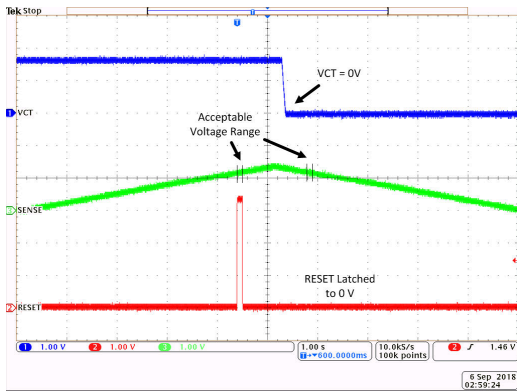 Tek Stop
T
T
VCT = 0V
1 VCT
Acceptable
Voltage Range
3 SENSE
RESET Latched
to 0 V
2 RESET
1 1.00 V 2 1.00 V 3 1.00 V 1.00 s 10.0kS/s 2 1.46 V
T→▼600.0000ms 100k points
6 Sep 2018
02:59:24